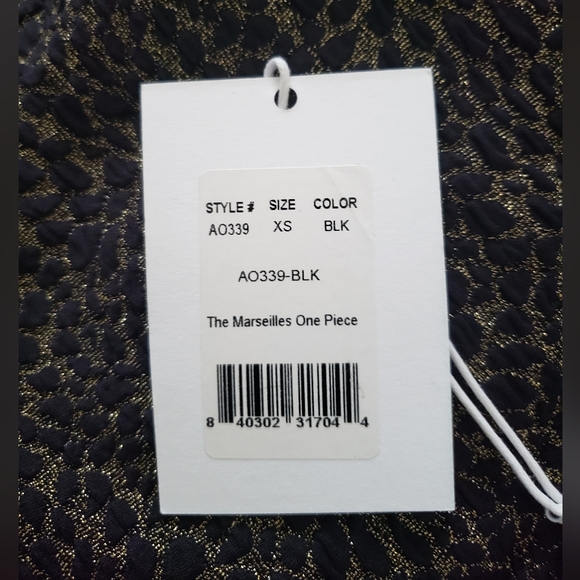 STYLE # SIZE COLOR
AO339 XS BLK
AO339-BLK
The Marseilles One Piece
8 40302 31704 4